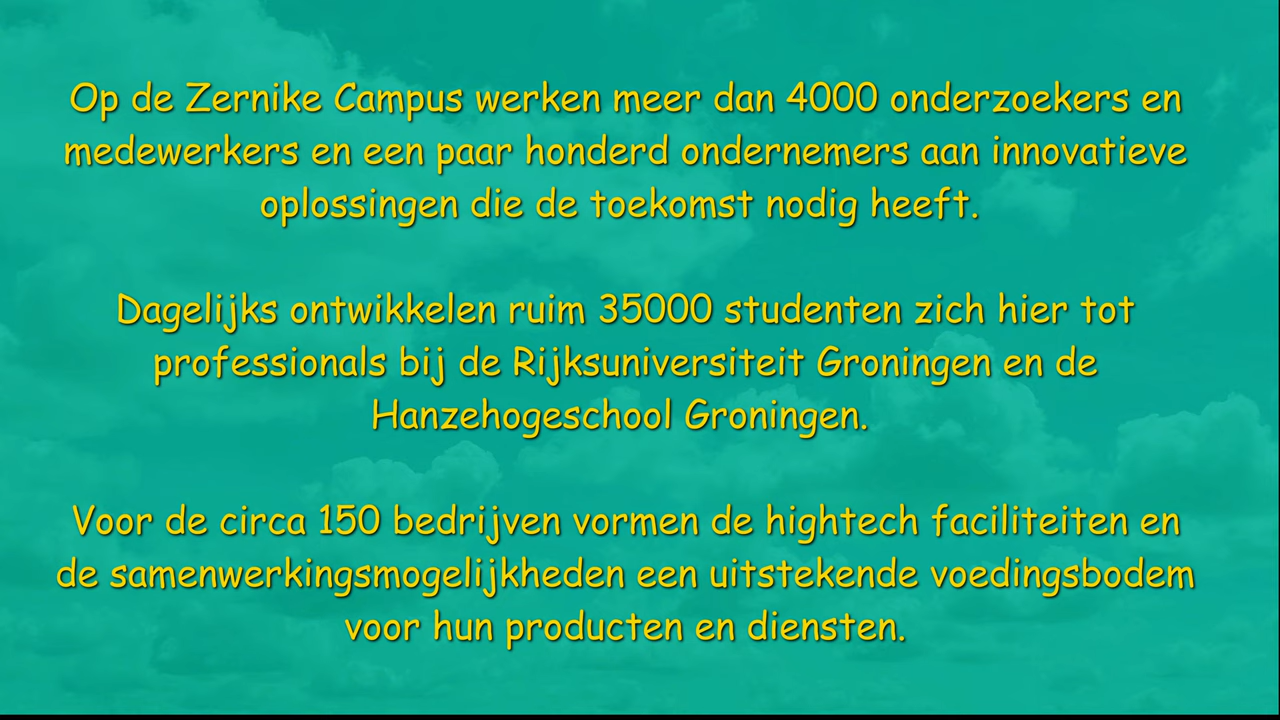 Op de Zernike Campus werken meer dan 4000 onderzoekers en
medewerkers en een paar honderd ondernemers aan innovatieve
oplossingen die de toekomst nodig heeft.
Dagelijks ontwikkelen ruim 35000 studenten zich hier tot
professionals bij de Rijksuniversiteit Groningen en de
Hanzehogeschool Groningen.
Voor de circa 150 bedrijven vormen de hightech faciliteiten en
de samenwerkingsmogelijkheden een uitstekende voedingsbodem
voor hun producten en diensten.